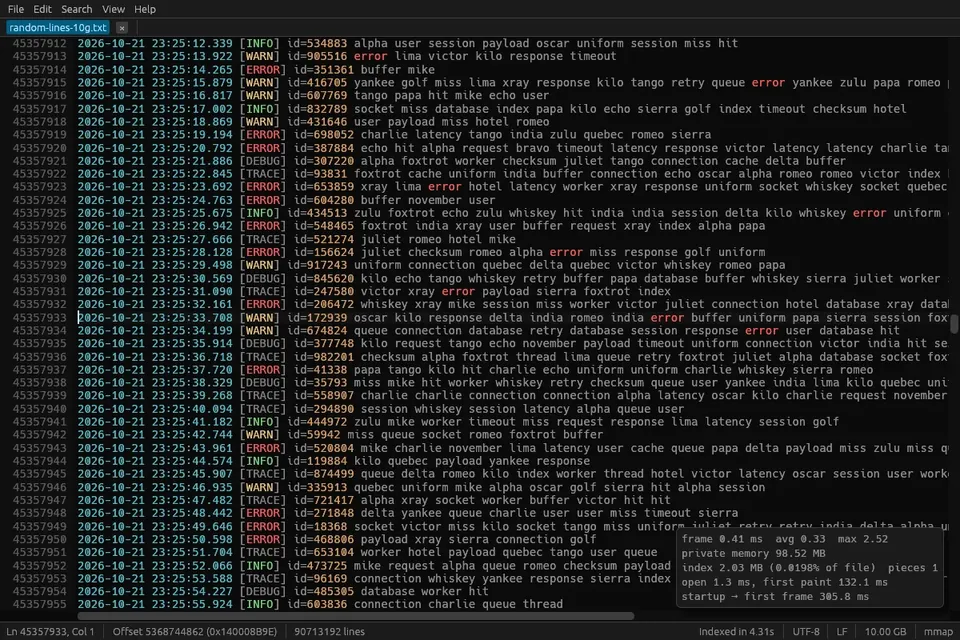 File Edit Search View Help
random-lines-10g.txt ×
45357912 2026-10-21 23:25:12.339 [INFO] id=534883 alpha user session payload oscar uniform session miss hit
45357913 2026-10-21 23:25:13.922 [WARN] id=905516 error lima victor kilo response timeout
45357914 2026-10-21 23:25:14.265 [ERROR] id=351361 buffer mike
45357915 2026-10-21 23:25:15.879 [WARN] id=416705 yankee golf miss lima xray response kilo tango retry queue error yankee zulu papa romeo
45357916 2026-10-21 23:25:16.817 [WARN] id=607769 tango papa hit mike echo user
45357917 2026-10-21 23:25:17.002 [INFO] id=832789 socket miss database index papa kilo echo sierra golf index timeout checksum hotel
45357918 2026-10-21 23:25:18.869 [WARN] id=431646 user payload miss hotel romeo
45357919 2026-10-21 23:25:19.194 [ERROR] id=698052 charlie latency tango india zulu quebec romeo sierra
45357920 2026-10-21 23:25:20.792 [ERROR] id=387884 echo hit alpha request bravo timeout latency response victor latency latency charlie ta
45357921 2026-10-21 23:25:21.886 [DEBUG] id=307220 alpha foxtrot worker checksum juliet tango connection cache delta buffer
45357922 2026-10-21 23:25:22.845 [TRACE] id=93831 foxtrot cache uniform india buffer connection echo oscar alpha romeo romeo victor index
45357923 2026-10-21 23:25:23.692 [ERROR] id=653859 xray lima error hotel latency worker xray response uniform socket whiskey socket quebec
45357924 2026-10-21 23:25:24.763 [ERROR] id=604280 buffer november user
45357925 2026-10-21 23:25:25.675 [INFO] id=434513 zulu foxtrot echo zulu whiskey hit india india session delta kilo whiskey error uniform
45357926 2026-10-21 23:25:26.942 [ERROR] id=548465 foxtrot india xray user buffer request xray index alpha papa
45357927 2026-10-21 23:25:27.666 [TRACE] id=521274 juliet romeo hotel mike
45357928 2026-10-21 23:25:28.128 [ERROR] id=156624 juliet checksum romeo alpha error miss response golf uniform
45357929 2026-10-21 23:25:29.498 [WARN] id=917243 uniform connection quebec delta quebec victor whiskey romeo papa
45357930 2026-10-21 23:25:30.569 [DEBUG] id=845620 kilo echo tango whiskey retry buffer papa database buffer whiskey sierra juliet worker
45357931 2026-10-21 23:25:31.090 [TRACE] id=247580 victor xray error payload sierra foxtrot index
45357932 2026-10-21 23:25:32.161 [ERROR] id=206472 whiskey xray mike session miss worker victor juliet connection hotel database xray data
45357933 2026-10-21 23:25:33.708 [WARN] id=172939 oscar kilo response delta india romeo india error buffer uniform papa sierra session fox
45357934 2026-10-21 23:25:34.199 [WARN] id=674824 queue connection database retry database session response error user database hit
45357935 2026-10-21 23:25:35.914 [DEBUG] id=377748 kilo request tango echo november payload timeout uniform connection victor india hit se
45357936 2026-10-21 23:25:36.718 [TRACE] id=982201 checksum alpha foxtrot thread lima queue retry foxtrot juliet alpha database socket fox
45357937 2026-10-21 23:25:37.720 [ERROR] id=41338 papa tango kilo hit charlie echo uniform uniform charlie whiskey sierra romeo
45357938 2026-10-21 23:25:38.329 [DEBUG] id=35793 miss mike hit worker whiskey retry checksum queue user yankee india lima kilo quebec uni
45357939 2026-10-21 23:25:39.268 [TRACE] id=558907 charlie charlie connection connection alpha latency oscar kilo charlie request november
45357940 2026-10-21 23:25:40.094 [TRACE] id=294890 session whiskey session latency alpha queue user
45357941 2026-10-21 23:25:41.182 [INFO] id=444972 zulu mike worker timeout miss request response lima latency session golf
45357942 2026-10-21 23:25:42.744 [WARN] id=59942 miss queue socket romeo foxtrot buffer
45357943 2026-10-21 23:25:43.961 [ERROR] id=520804 mike charlie november lima latency user cache queue papa delta payload miss zulu miss q
45357944 2026-10-21 23:25:44.574 [INFO] id=119884 kilo quebec payload yankee response
45357945 2026-10-21 23:25:45.907 [TRACE] id=874499 queue delta romeo kilo index worker thread hotel victor latency oscar session user work
45357946 2026-10-21 23:25:46.935 [WARN] id=335913 quebec uniform mike alpha oscar golf sierra hit alpha session
45357947 2026-10-21 23:25:47.482 [TRACE] id=721417 alpha xray socket worker buffer victor hit hit
45357948 2026-10-21 23:25:48.442 [ERROR] id=271848 delta yankee queue charlie user user miss timeout sierra
45357949 2026-10-21 23:25:49.646 [ERROR] id=18368 socket victor miss kilo socket tango miss uniform juliet retry retry india delta alpha u
45357950 2026-10-21 23:25:50.598 [ERROR] id=468806 payload xray sierra connection golf
45357951 2026-10-21 23:25:51.704 [TRACE] id=653104 worker hotel payload quebec tango user queue
45357952 2026-10-21 23:25:52.066 [INFO] id=473725 mike request alpha queue romeo checksum payload
45357953 2026-10-21 23:25:53.588 [TRACE] id=96169 connection whiskey yankee response sierra index
45357954 2026-10-21 23:25:54.227 [DEBUG] id=485305 database worker hit
45357955 2026-10-21 23:25:55.924 [INFO] id=603836 connection charlie queue thread
frame 0.41 ms avg 0.33 max 2.52
private memory 98.52 MB
index 2.03 MB (0.0198% of file) pieces 1
open 1.3 ms, first paint 132.1 ms
startup → first frame 305.8 ms
Ln 45357933, Col 1 Offset 5368744862 (0x140008B9E) 90713192 lines Indexed in 4.31s UTF-8 LF 10.00 GB mmap